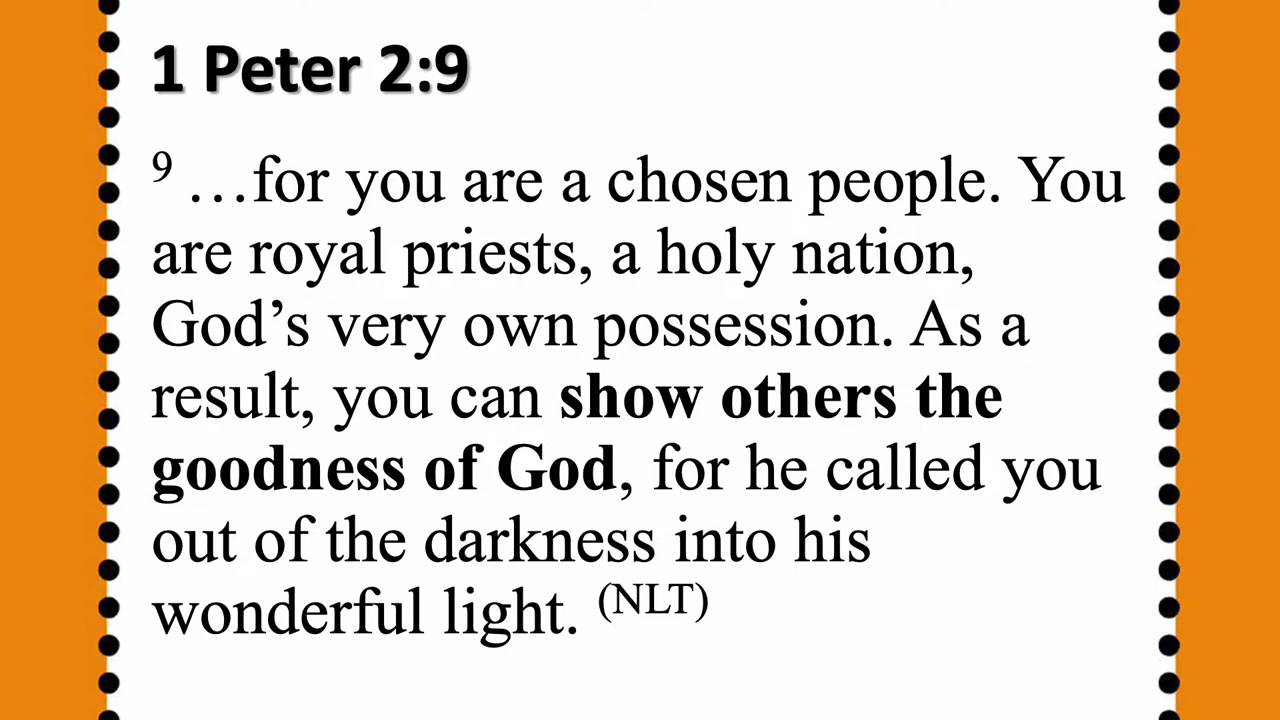 1 Peter 2:9
9 …for you are a chosen people. You
are royal priests, a holy nation,
God’s very own possession. As a
result, you can show others the
goodness of God, for he called you
out of the darkness into his
wonderful light. (NLT)